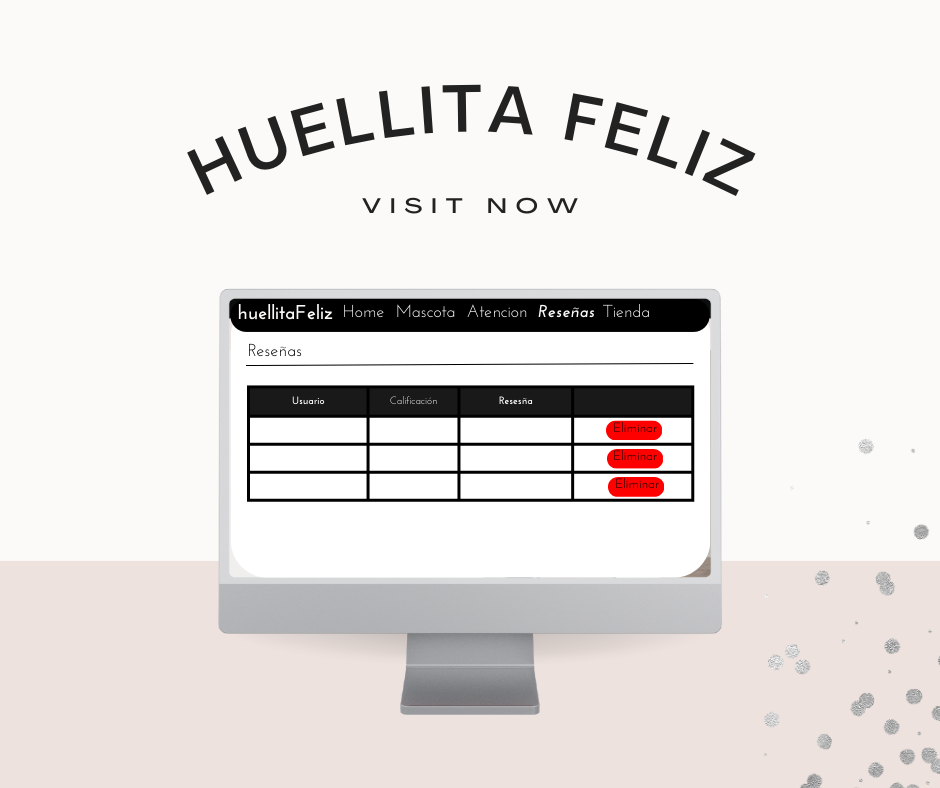 HUELLITA FELIZ
VISIT NOW
huellitaFeliz Home Mascota Atencion Reseñas Tienda
Reseñas
Usuario Calificación Resesña
Eliminar
Eliminar
Eliminar